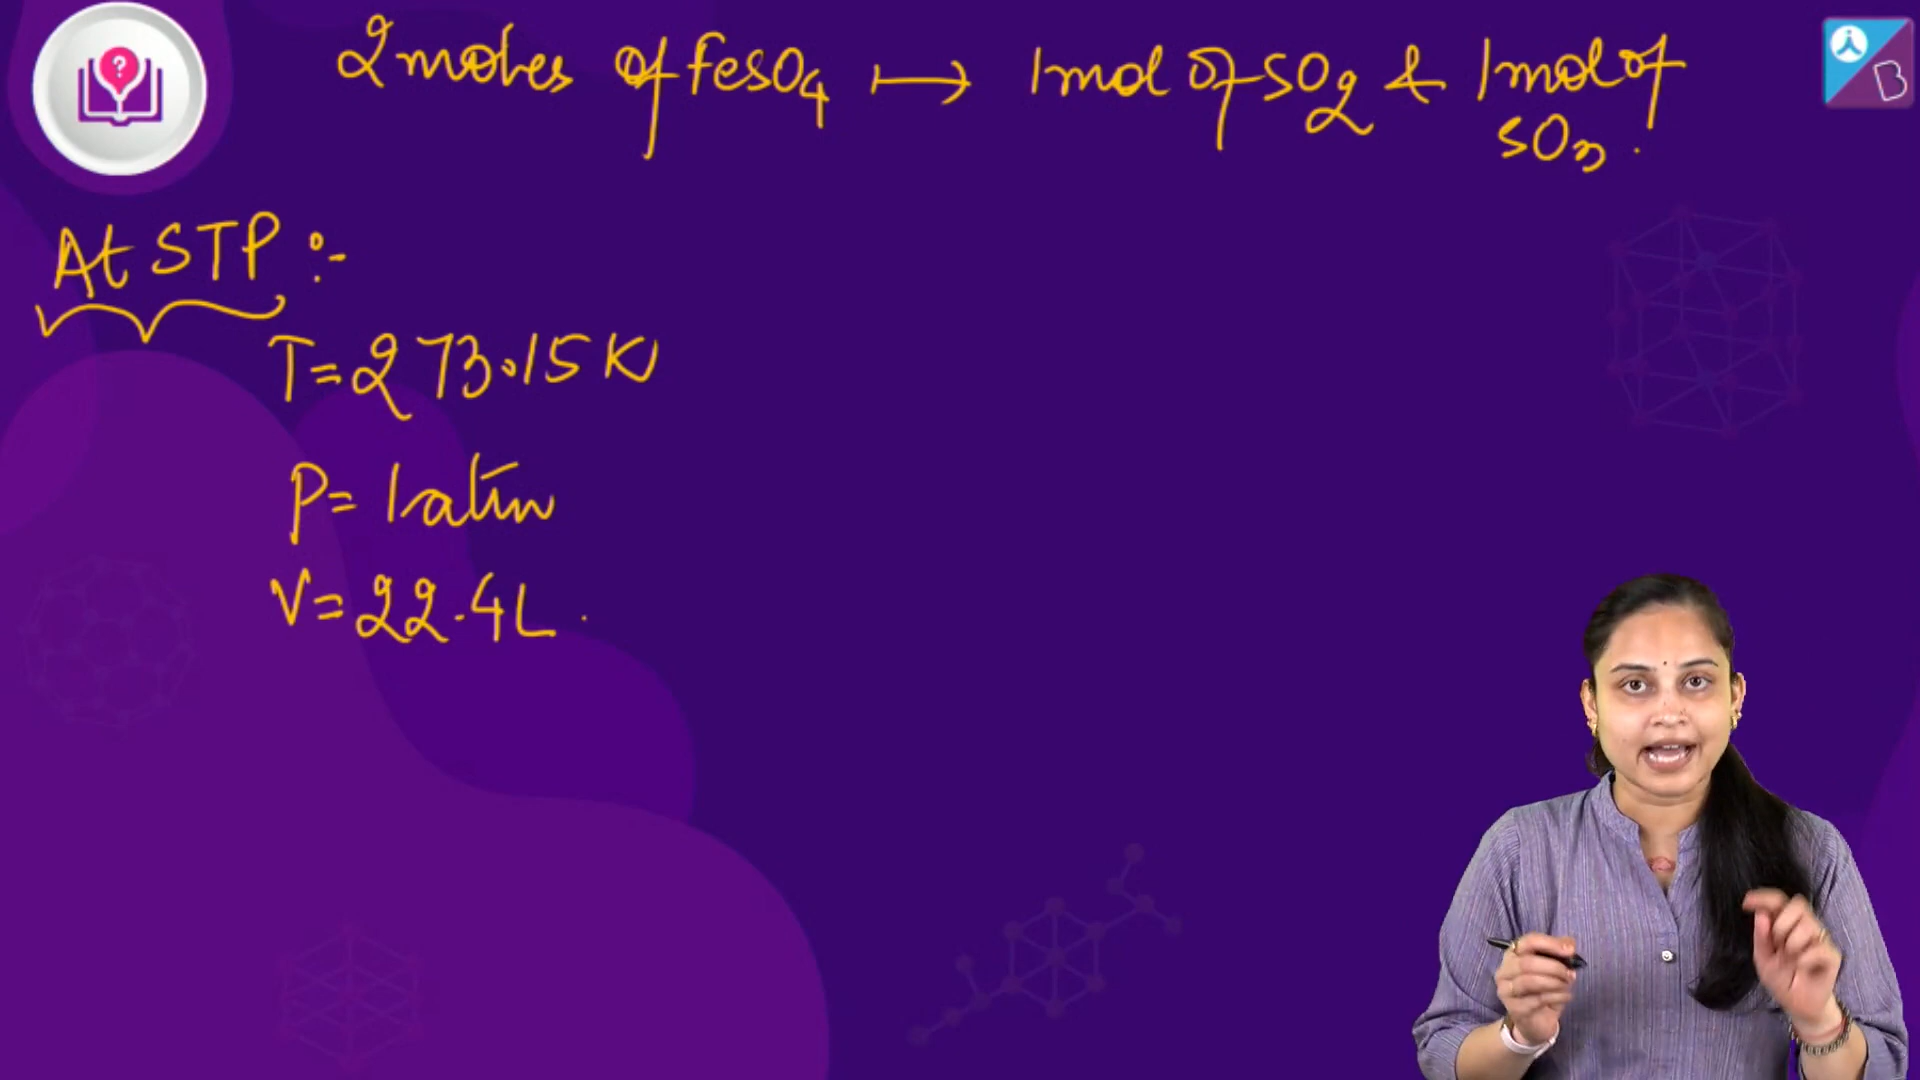 2 moles of FeSO4 ↦ 1 mol of SO2 & 1 mol of
SO3.
At STP :-
T = 273.15 K
P = 1 atm
V = 22.4 L.
?
B